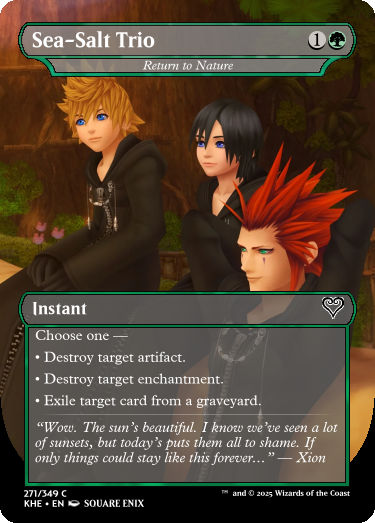 Sea-Salt Trio 1
Return to Nature
Instant
Choose one —
• Destroy target artifact.
• Destroy target enchantment.
• Exile target card from a graveyard.
“Wow. The sun’s beautiful. I know we’ve seen a lot
of sunsets, but today’s puts them all to shame. If
only things could stay like this forever…” — Xion
271/349 C
KHE • EN SQUARE ENIX
™ and © 2025 Wizards of the Coast